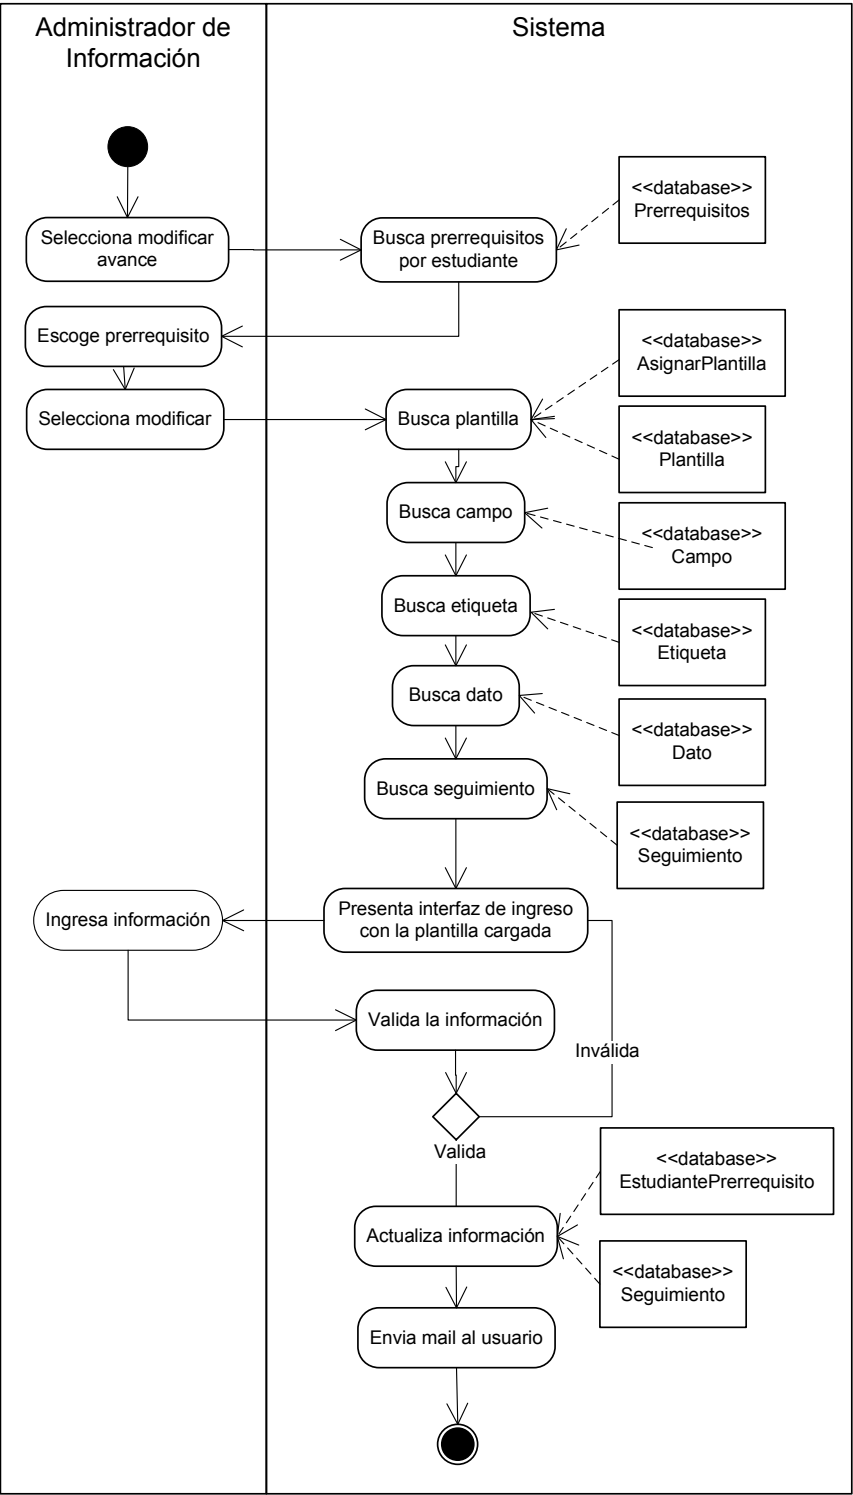 Administrador de
Información
Sistema
<<database>>
Prerrequisitos
Selecciona modificar
avance
Busca prerrequisitos
por estudiante
Escoge prerrequisito
<<database>>
AsignarPlantilla
Selecciona modificar
Busca plantilla
<<database>>
Plantilla
Busca campo
<<database>>
Campo
Busca etiqueta
<<database>>
Etiqueta
Busca dato
<<database>>
Dato
Busca seguimiento
<<database>>
Seguimiento
Ingresa información
Presenta interfaz de ingreso
con la plantilla cargada
Valida la información
Inválida
Valida
<<database>>
EstudiantePrerrequisito
Actualiza información
<<database>>
Seguimiento
Envia mail al usuario